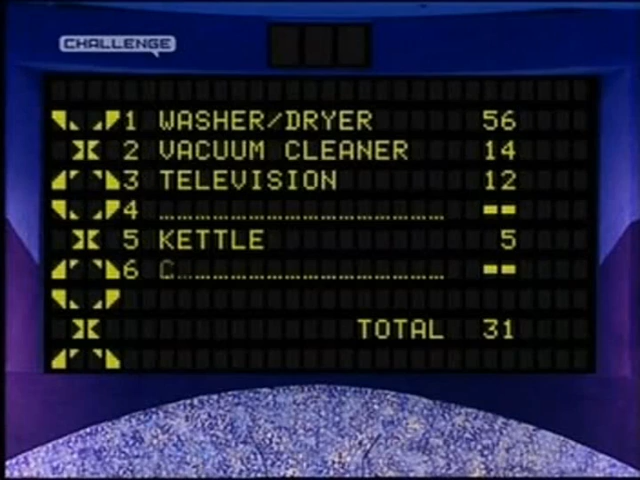 CHALLENGE
1 WASHER/DRYER 56
2 VACUUM CLEANER 14
3 TELEVISION 12
4 ........................ --
5 KETTLE 5
6 ...................... --
TOTAL 31